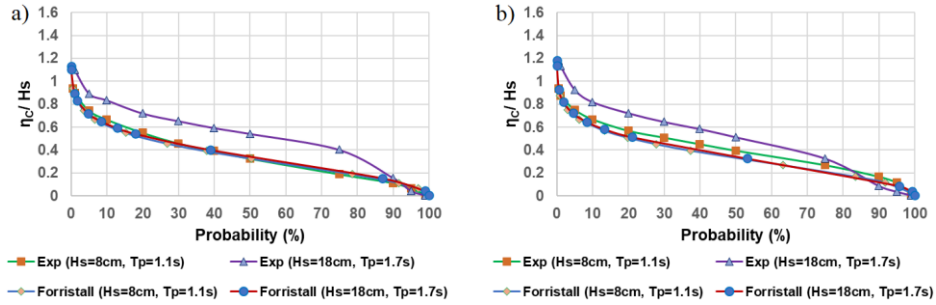 a)
1.6
1.4
1.2
1
0.8
0.6
0.4
0.2
0
ηC/ Hs
0 10 20 30 40 50 60 70 80 90 100
Probability (%)
Exp (Hs=8cm, Tp=1.1s) Exp (Hs=18cm, Tp=1.7s)
Forristall (Hs=8cm, Tp=1.1s) Forristall (Hs=18cm, Tp=1.7s)
b)
1.6
1.4
1.2
1
0.8
0.6
0.4
0.2
0
ηC/ Hs
0 10 20 30 40 50 60 70 80 90 100
Probability (%)
Exp (Hs=8cm, Tp=1.1s) Exp (Hs=18cm, Tp=1.7s)
Forristall (Hs=8cm, Tp=1.1s) Forristall (Hs=18cm, Tp=1.7s)